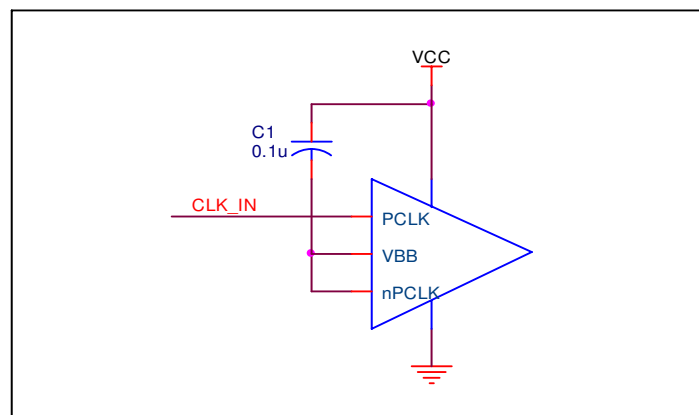 VCC
C1
0.1u
CLK_IN
PCLK
VBB
nPCLK